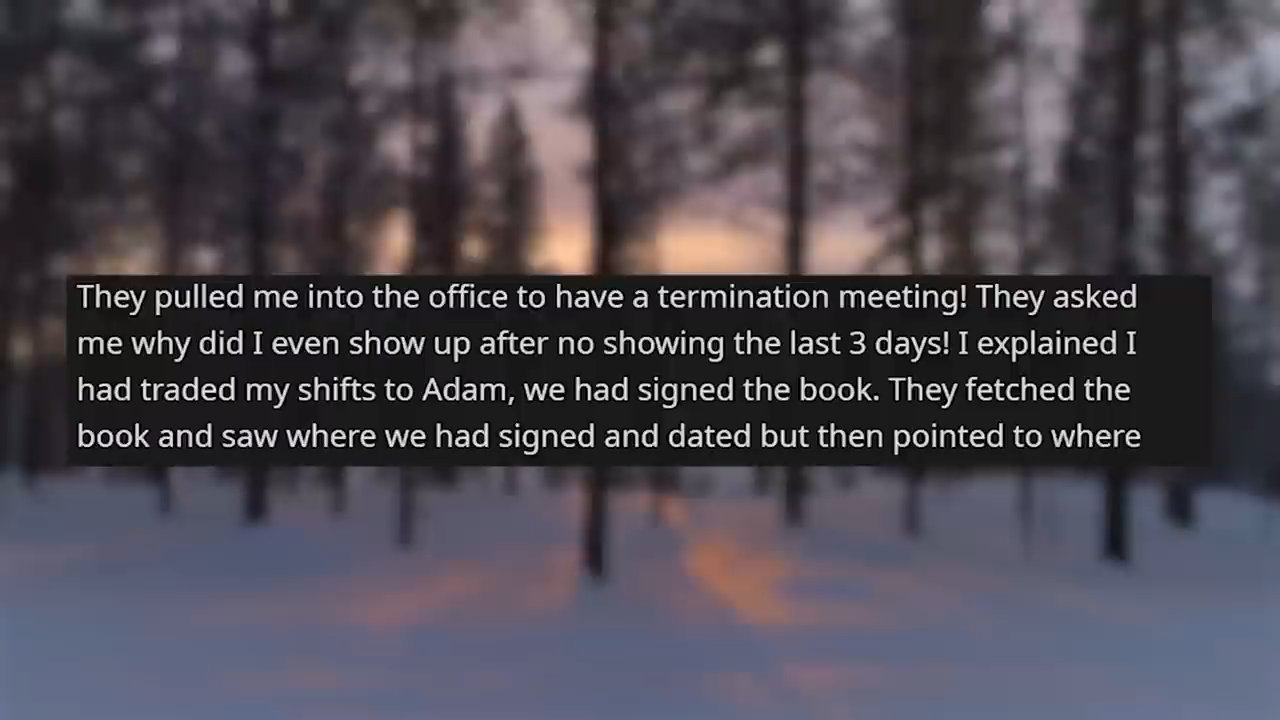 They pulled me into the office to have a termination meeting! They asked
me why did I even show up after no showing the last 3 days! I explained I
had traded my shifts to Adam, we had signed the book. They fetched the
book and saw where we had signed and dated but then pointed to where